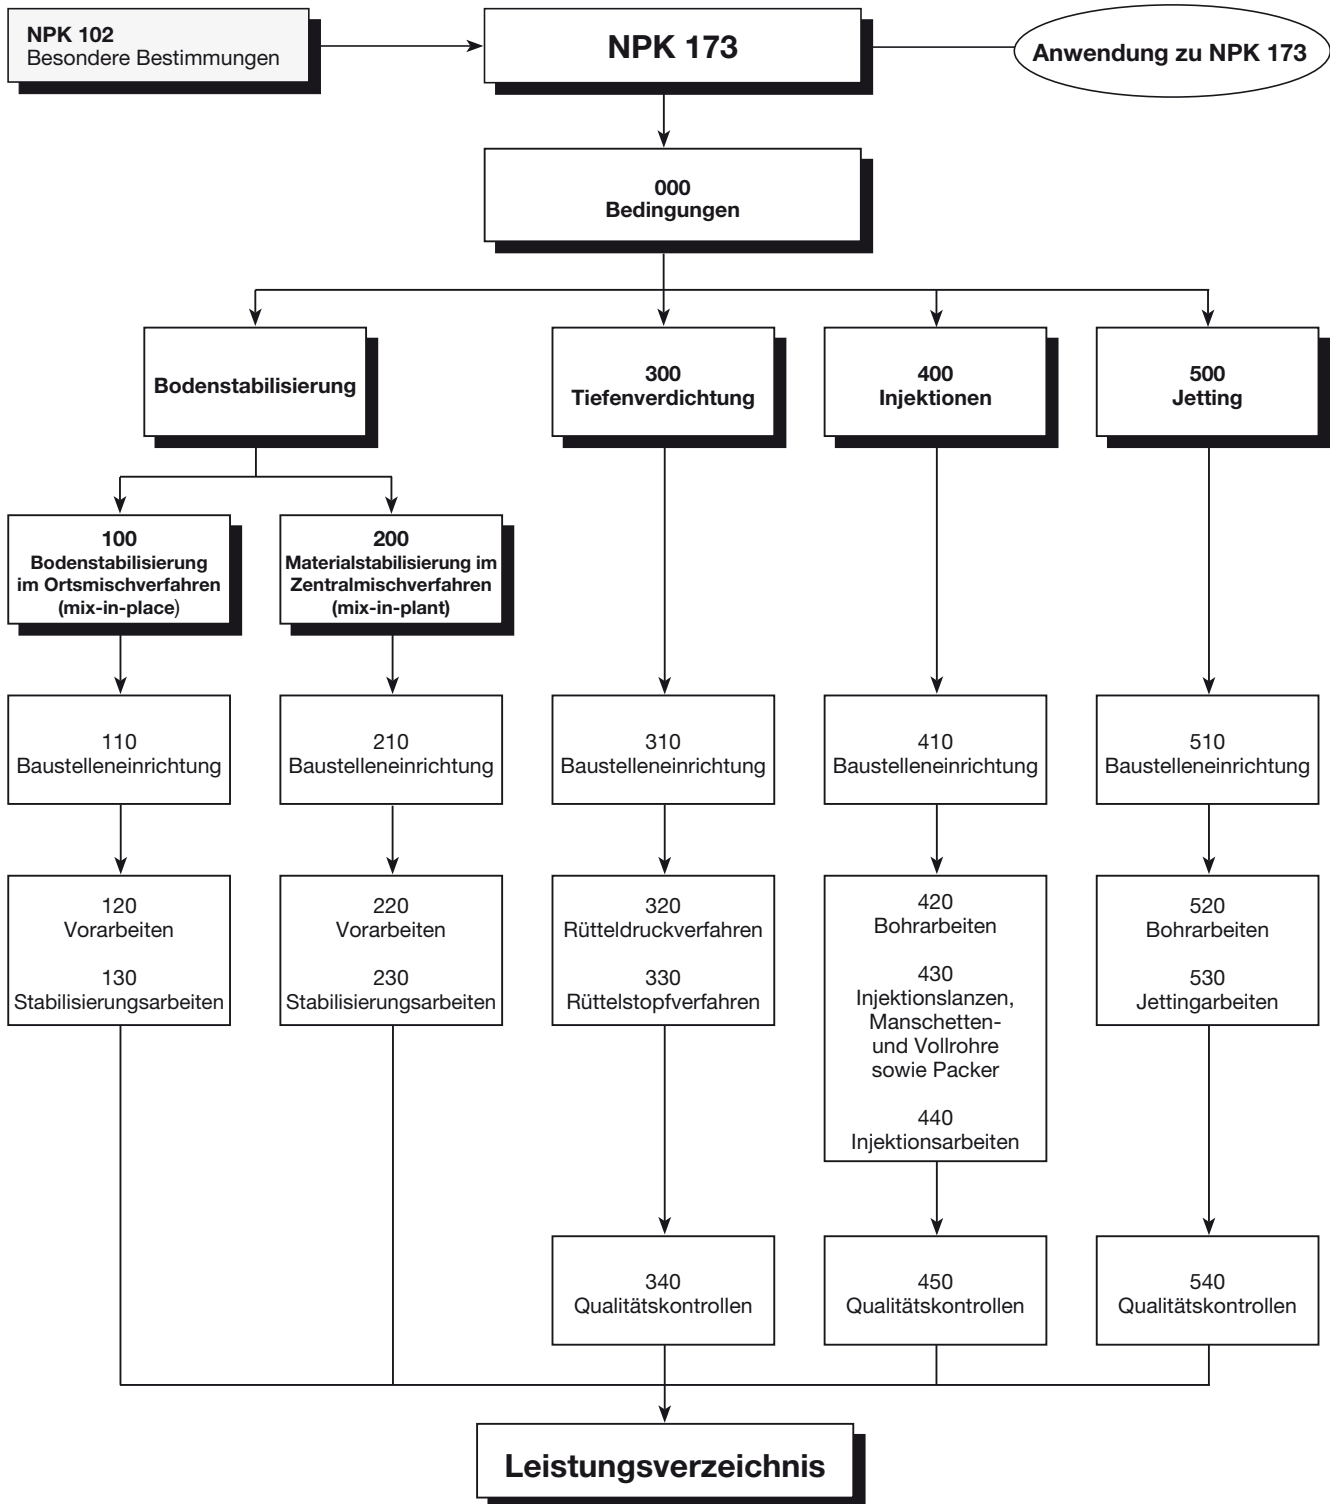 NPK 102
Besondere Bestimmungen
NPK 173
Anwendung zu NPK 173
000
Bedingungen
Bodenstabilisierung
300
Tiefenverdichtung
400
Injektionen
500
Jetting
100
Bodenstabilisierung
im Ortsmischverfahren
(mix-in-place)
200
Materialstabilisierung im
Zentralmischverfahren
(mix-in-plant)
110
Baustelleneinrichtung
210
Baustelleneinrichtung
310
Baustelleneinrichtung
410
Baustelleneinrichtung
510
Baustelleneinrichtung
120
Vorarbeiten
130
Stabilisierungsarbeiten
220
Vorarbeiten
230
Stabilisierungsarbeiten
320
Rütteldruckverfahren
330
Rüttelstopfverfahren
420
Bohrarbeiten
430
Injektionslanzen,
Manschetten-
und Vollrohre
sowie Packer
440
Injektionsarbeiten
520
Bohrarbeiten
530
Jettingarbeiten
340
Qualitätskontrollen
450
Qualitätskontrollen
540
Qualitätskontrollen
Leistungsverzeichnis